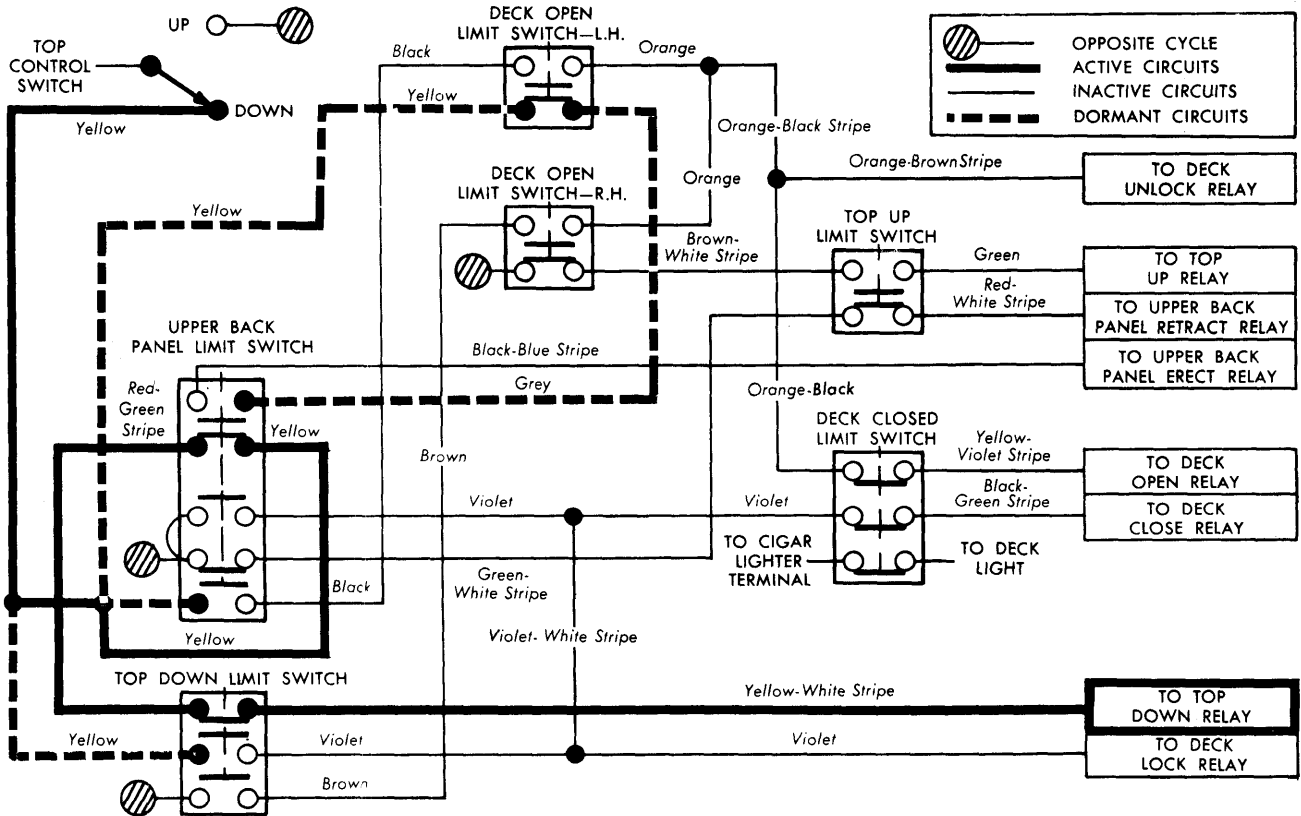 UP
TOP
CONTROL
SWITCH
DOWN
Yellow
DECK OPEN
LIMIT SWITCH—L.H.
Black
Orange
Yellow
Orange-Black Stripe
OPPOSITE CYCLE
ACTIVE CIRCUITS
INACTIVE CIRCUITS
DORMANT CIRCUITS
DECK OPEN
LIMIT SWITCH—R.H.
Orange
Orange-Brown Stripe
TO DECK
UNLOCK RELAY
Yellow
Brown-
White Stripe
TOP UP
LIMIT SWITCH
Green
Red-
White Stripe
TO TOP
UP RELAY
TO UPPER BACK
PANEL RETRACT RELAY
TO UPPER BACK
PANEL ERECT RELAY
UPPER BACK
PANEL LIMIT SWITCH
Black-Blue Stripe
Grey
Red-
Green
Stripe
Yellow
Orange-Black
DECK CLOSED
LIMIT SWITCH
Yellow-
Violet Stripe
Black-
Green Stripe
TO DECK
OPEN RELAY
TO DECK
CLOSE RELAY
Brown
Violet
Violet
TO CIGAR
LIGHTER
TERMINAL
TO DECK
LIGHT
Green-
White Stripe
Black
Yellow
Violet-White Stripe
TOP DOWN LIMIT SWITCH
Yellow-White Stripe
TO TOP
DOWN RELAY
Yellow
Violet
Violet
TO DECK
LOCK RELAY
Brown